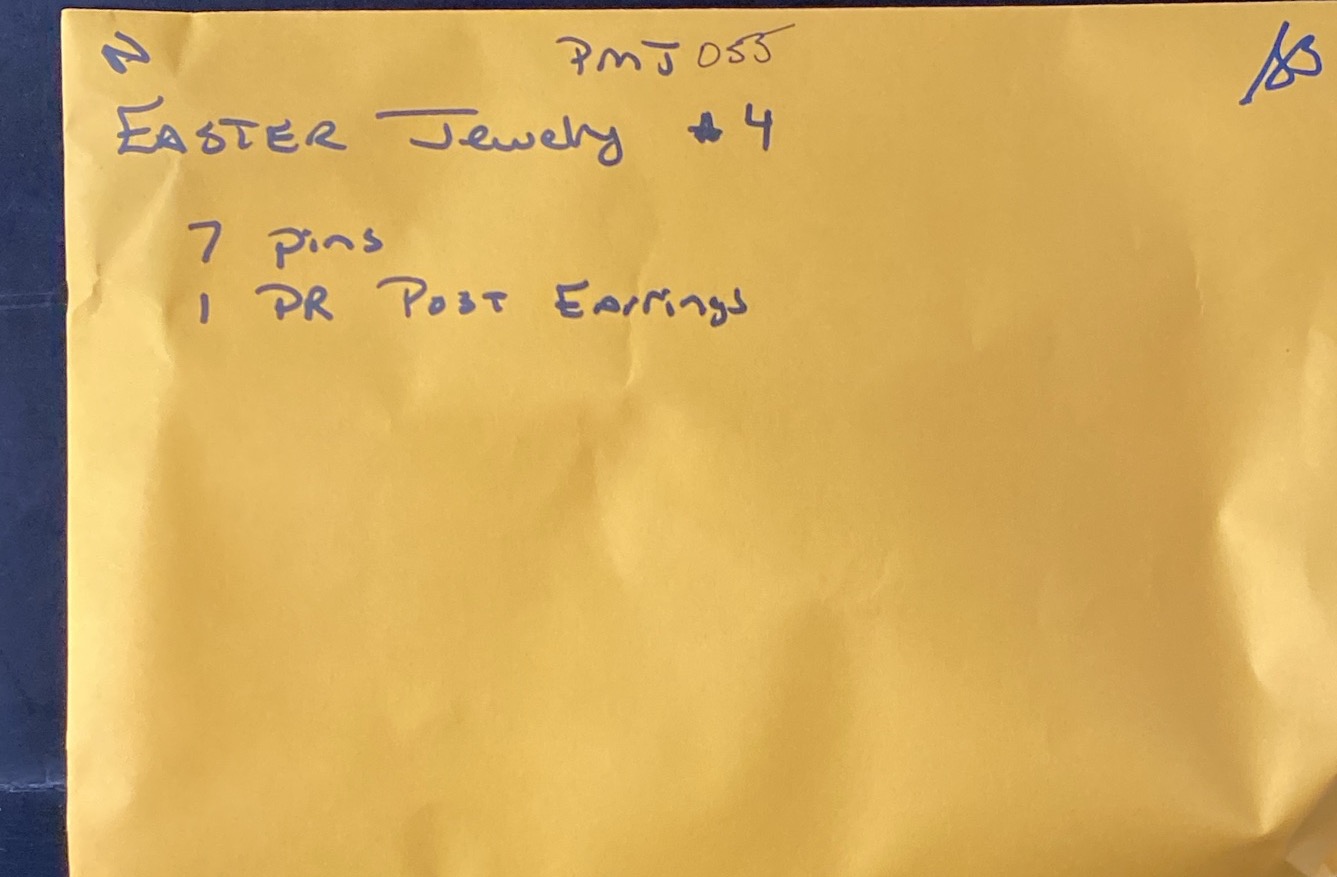 N PMJ 055
EASTER Jewelry #4
7 pins
1 PR POST Earrings